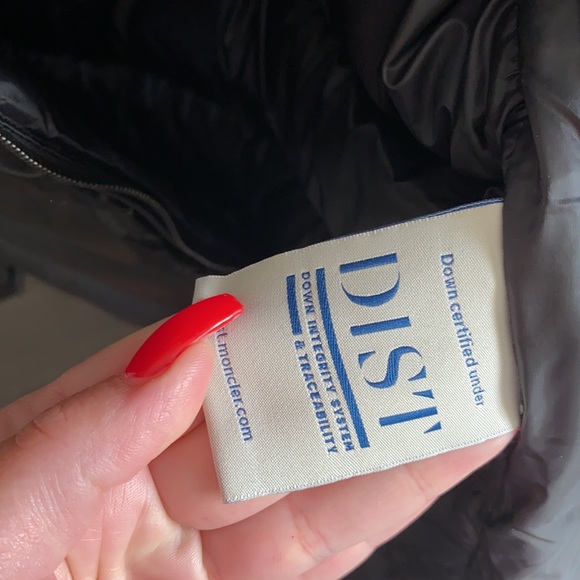 Down certified under
DIST
DOWN INTEGRITY SYSTEM
& TRACEABILITY
t.moncler.com